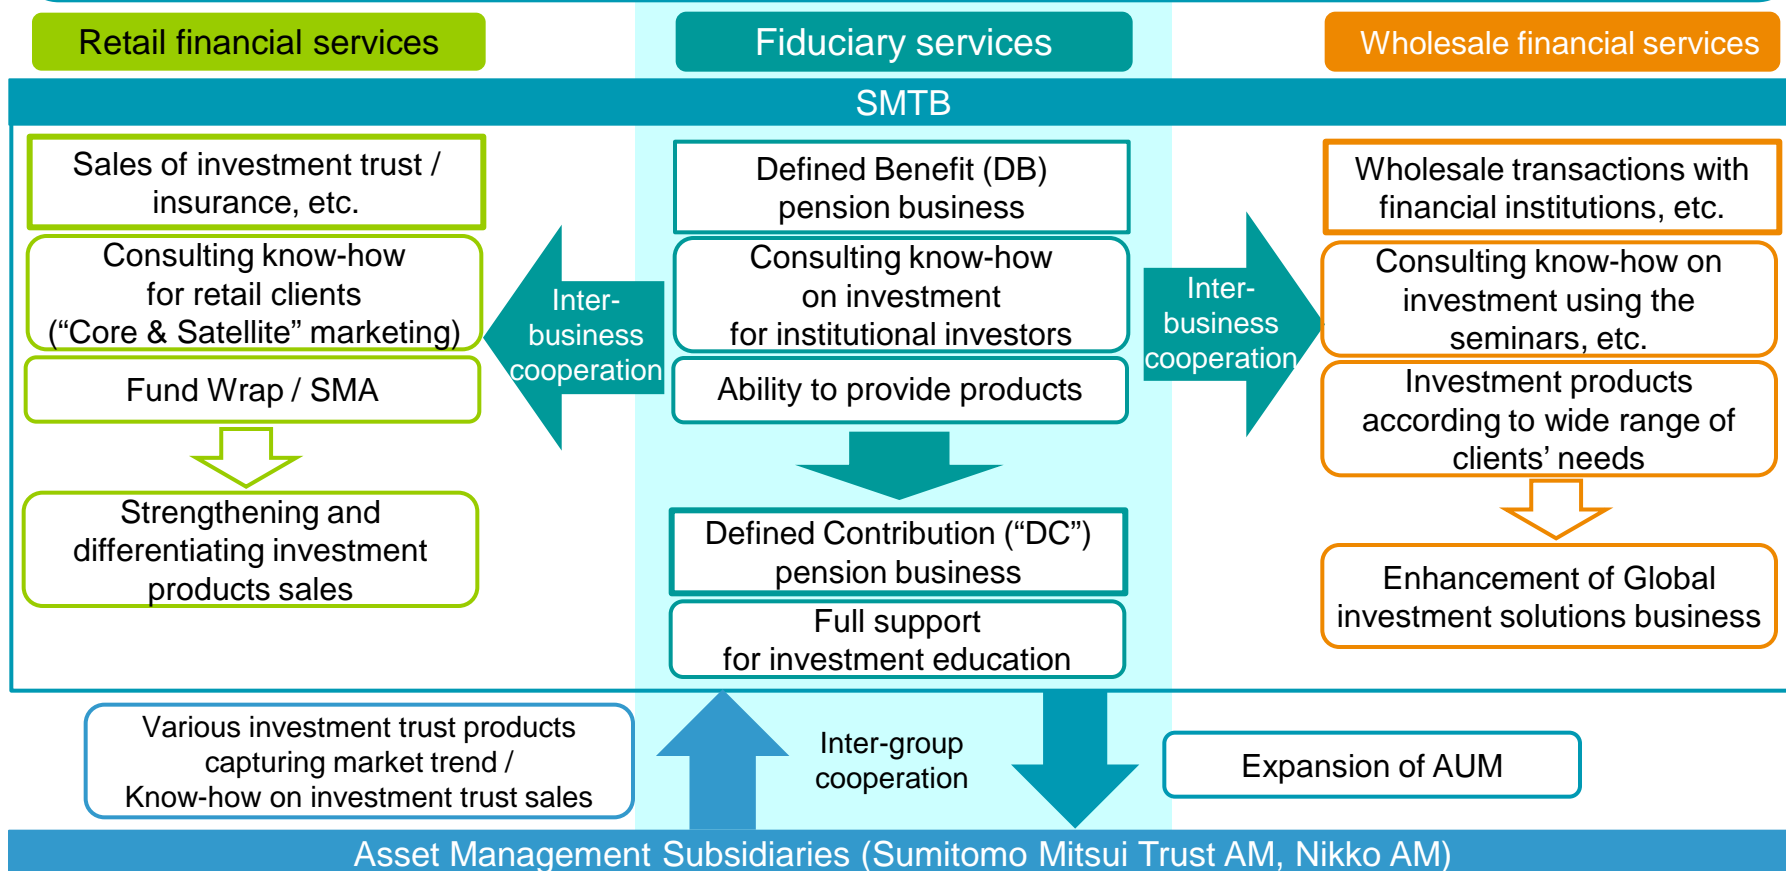 Retail financial services
Fiduciary services
Wholesale financial services
SMTB
Sales of investment trust /
insurance, etc.
Consulting know-how
for retail clients
(“Core & Satellite” marketing)
Fund Wrap / SMA
Strengthening and
differentiating investment
products sales
Inter-
business
cooperation
Defined Benefit (DB)
pension business
Consulting know-how
on investment
for institutional investors
Ability to provide products
Defined Contribution (“DC”)
pension business
Full support
for investment education
Inter-
business
cooperation
Wholesale transactions with
financial institutions, etc.
Consulting know-how on
investment using the
seminars, etc.
Investment products
according to wide range of
clients’ needs
Enhancement of Global
investment solutions business
Various investment trust products
capturing market trend /
Know-how on investment trust sales
Inter-group
cooperation
Expansion of AUM
Asset Management Subsidiaries (Sumitomo Mitsui Trust AM, Nikko AM)